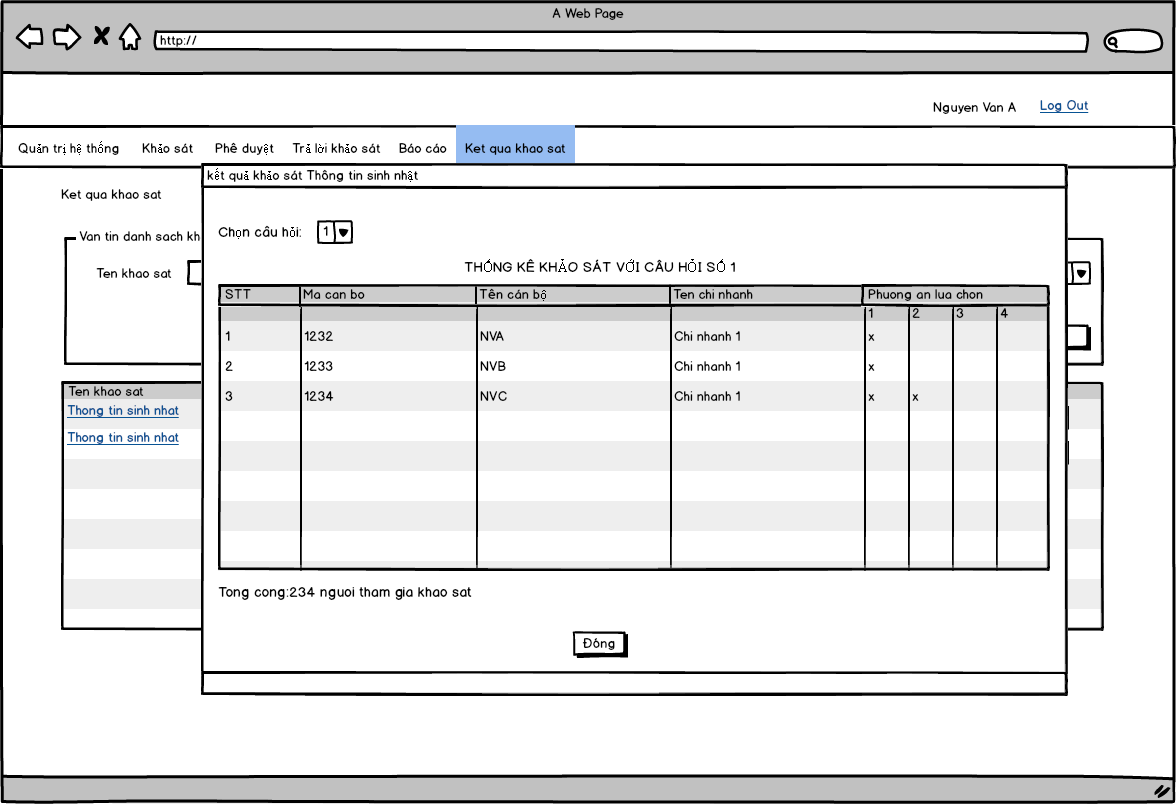 A Web Page
http://
Nguyen Van A Log Out
Quản trị hệ thống Khảo sát Phê duyệt Trả lời khảo sát Báo cáo Ket qua khao sat
kết quả khảo sát Thông tin sinh nhật
Ket qua khao sat
Chọn câu hỏi: 1
Van tin danh sach kh
THỐNG KÊ KHẢO SÁT VỚI CÂU HỎI SỐ 1
Ten khao sat
STT Ma can bo Tên cán bộ Ten chi nhanh Phuong an lua chon
1 2 3 4
1 1232 NVA Chi nhanh 1 x
2 1233 NVB Chi nhanh 1 x
Ten khao sat
3 1234 NVC Chi nhanh 1 x x
Thong tin sinh nhat
Thong tin sinh nhat
Tong cong:234 nguoi tham gia khao sat
Đóng